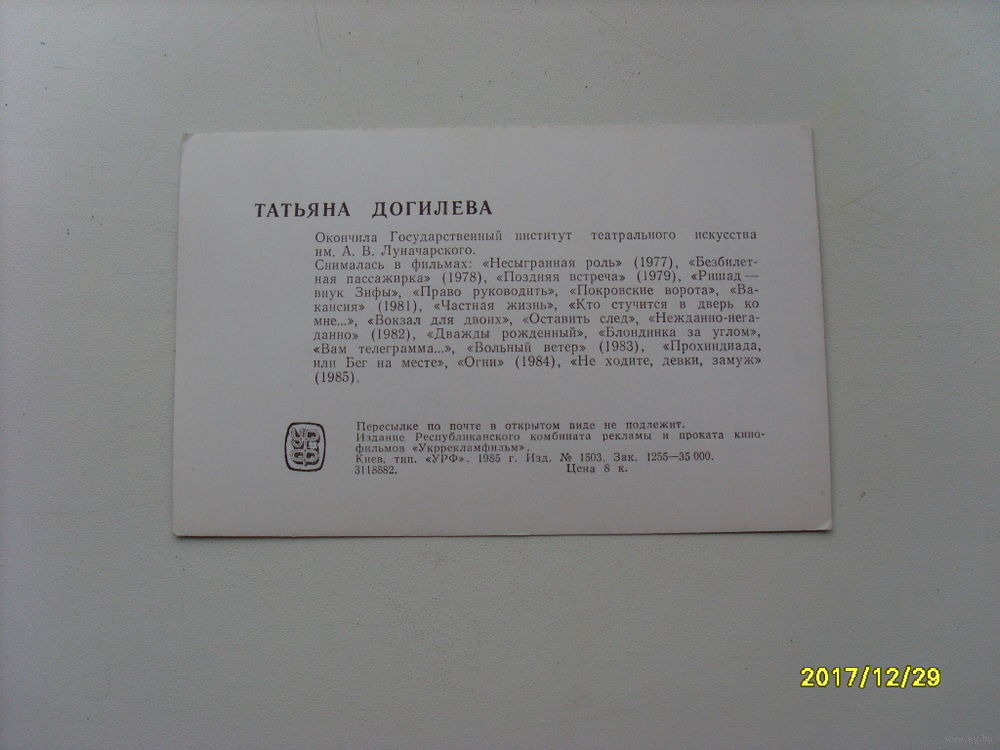 ТАТЬЯНА ДОГИЛЕВА
Окончила Государственный институт театрального искусства
им. А. В. Луначарского.
Снималась в фильмах: «Несыгранная роль» (1977), «Безбилет-
ная пассажирка» (1978), «Поздняя встреча» (1979), «Ришад —
внук Зифы», «Право руководить», «Покровские ворота», «Ва-
кансия» (1981), «Частная жизнь», «Кто стучится в дверь ко
мне...», «Вокзал для двоих», «Оставить след», «Нежданно-нега-
данно» (1982), «Дважды рожденный», «Блондинка за углом»,
«Вам телеграмма...», «Вольный ветер» (1983), «Прохиндиада,
или Бег на месте», «Огни» (1984), «Не ходите, девки, замуж»
(1985).
УРФ
Пересылке по почте в открытом виде не подлежит.
Издание Республиканского комбината рекламы и проката кино-
фильмов «Укррекламфильм».
Киев, тип. «УРФ». 1985 г. Изд. № 1503. Зак. 1255—35 000.
3118882. Цена 8 к.
2017/12/29
www.ay.by